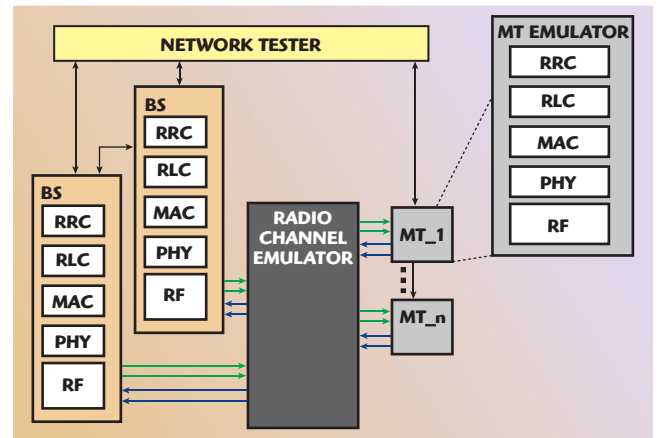 NETWORK TESTER
BS
RRC
RLC
MAC
PHY
RF
BS
RRC
RLC
MAC
PHY
RF
RADIO
CHANNEL
EMULATOR
MT_1
MT_n
MT EMULATOR
RRC
RLC
MAC
PHY
RF